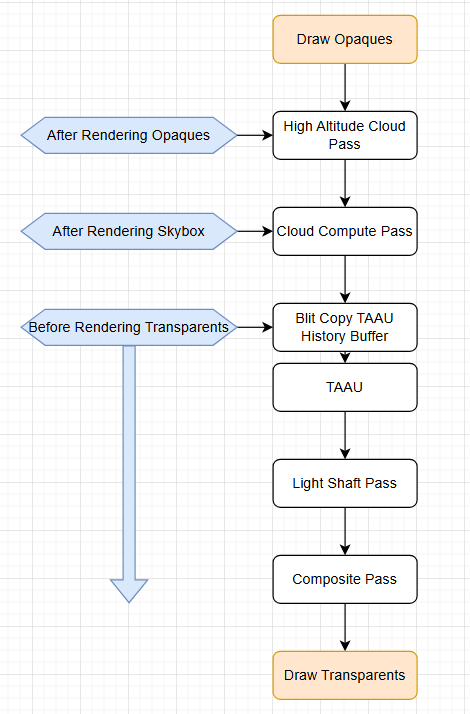 Draw Opaques
After Rendering Opaques
High Altitude Cloud
Pass
After Rendering Skybox
Cloud Compute Pass
Before Rendering Transparents
Blit Copy TAAU
History Buffer
TAAU
Light Shaft Pass
Composite Pass
Draw Transparents